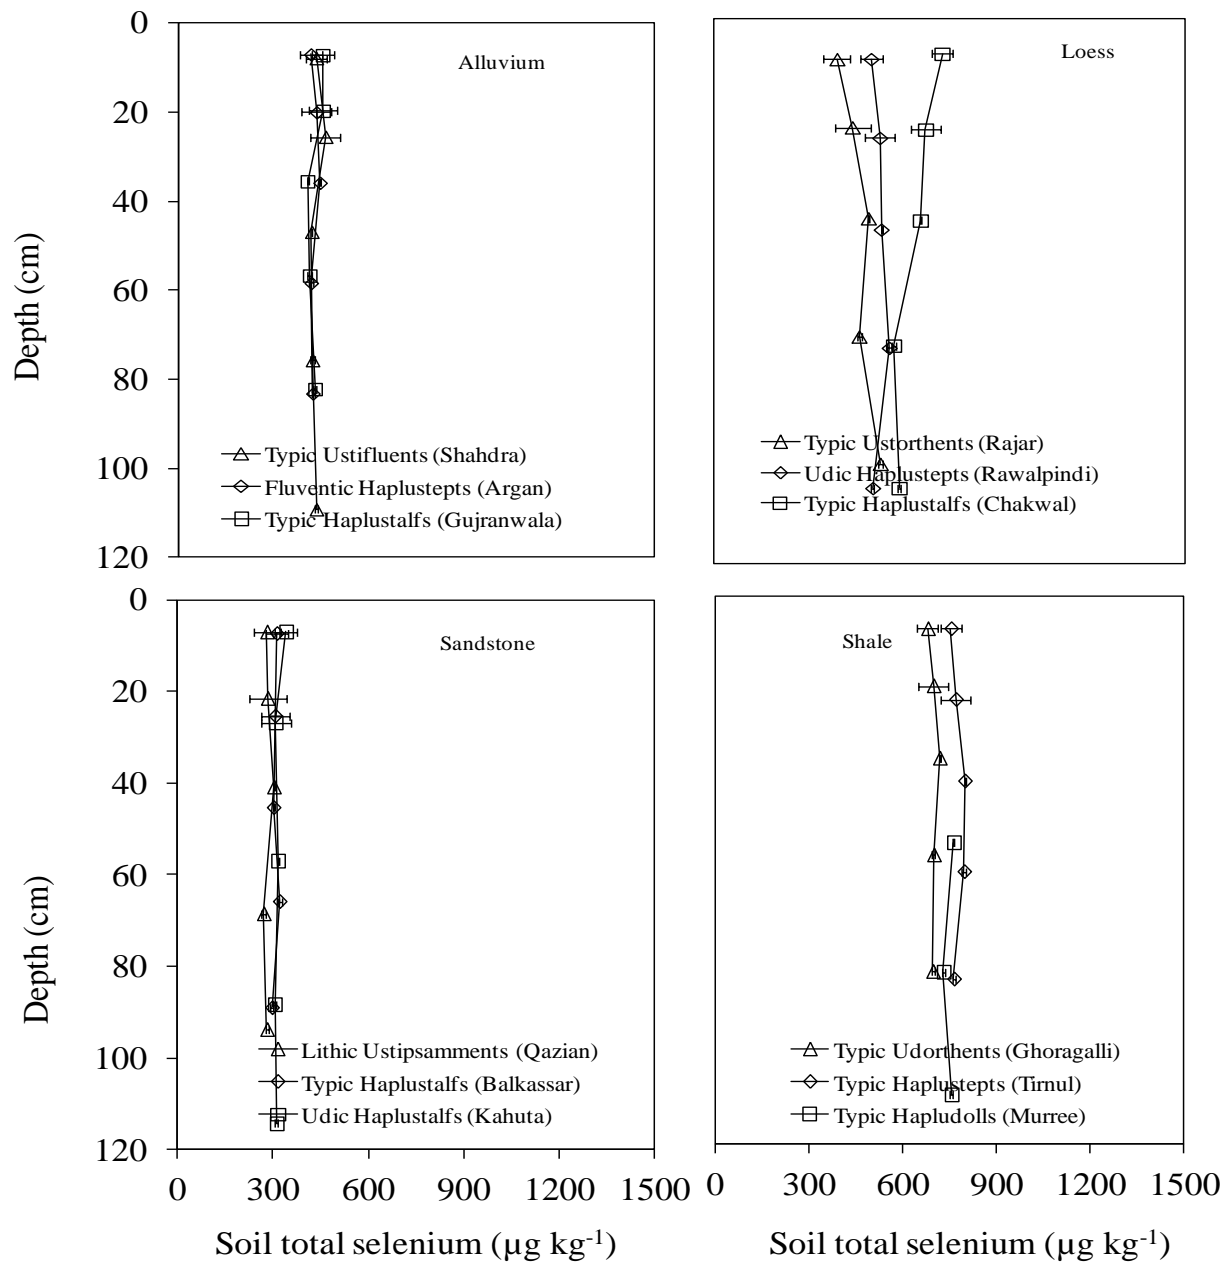 0
20
40
60
80
100
120
Depth (cm)
Alluvium
Typic Ustifluents (Shahdra)
Fluventic Haplustepts (Argan)
Typic Haplustalfs (Gujranwala)
Loess
Typic Ustorthents (Rajar)
Udic Haplustepts (Rawalpindi)
Typic Haplustalfs (Chakwal)
0
20
40
60
80
100
120
Depth (cm)
Sandstone
Lithic Ustipsamments (Qazian)
Typic Haplustalfs (Balkassar)
Udic Haplustalfs (Kahuta)
0 300 600 900 1200 1500
Soil total selenium (µg kg-1)
Shale
Typic Udorthents (Ghoragalli)
Typic Haplustepts (Tirnul)
Typic Hapludolls (Murree)
0 300 600 900 1200 1500
Soil total selenium (µg kg-1)